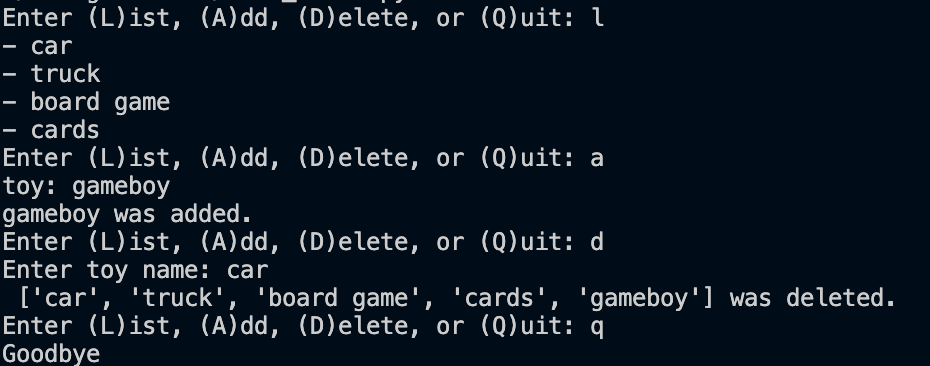 Enter (L)ist, (A)dd, (D)elete, or (Q)uit: l
- car
- truck
- board game
- cards
Enter (L)ist, (A)dd, (D)elete, or (Q)uit: a
toy: gameboy
gameboy was added.
Enter (L)ist, (A)dd, (D)elete, or (Q)uit: d
Enter toy name: car
 ['car', 'truck', 'board game', 'cards', 'gameboy'] was deleted.
Enter (L)ist, (A)dd, (D)elete, or (Q)uit: q
Goodbye